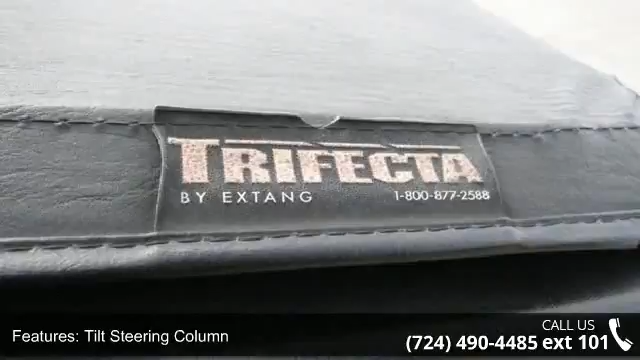 TRIFECTA
BY EXTANG 1-800-877-2588
CALL US
Features: Tilt Steering Column
(724) 490-4485 ext 101